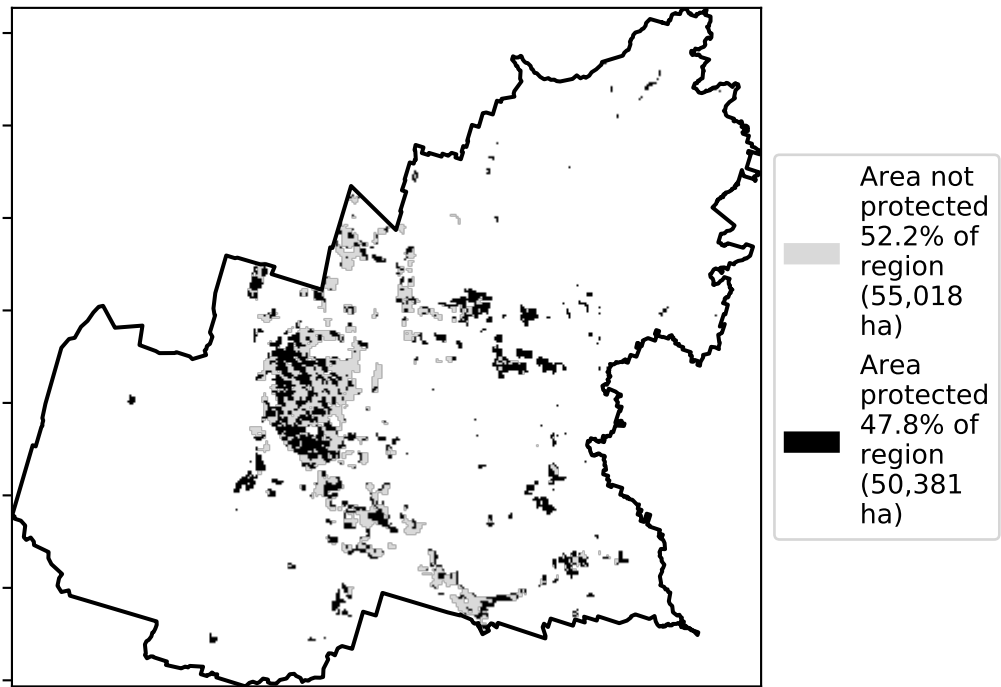 Area not
protected
52.2% of
region
(55,018
ha)
Area
protected
47.8% of
region
(50,381
ha)